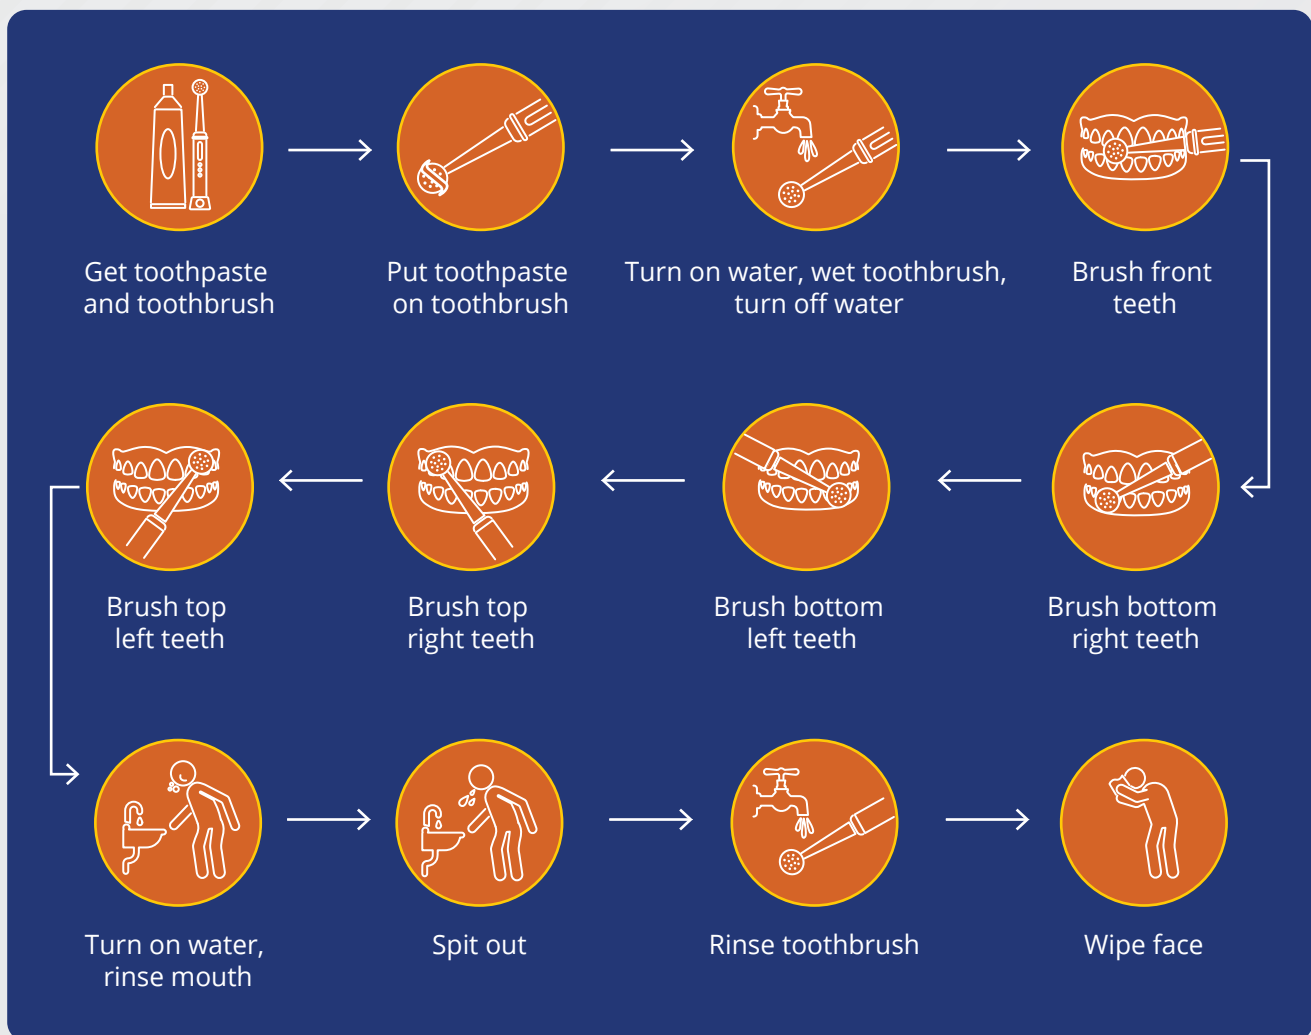 Get toothpaste
and toothbrush
Put toothpaste
on toothbrush
Turn on water, wet toothbrush,
turn off water
Brush front
teeth
Brush bottom
right teeth
Brush bottom
left teeth
Brush top
right teeth
Brush top
left teeth
Turn on water,
rinse mouth
Spit out
Rinse toothbrush
Wipe face